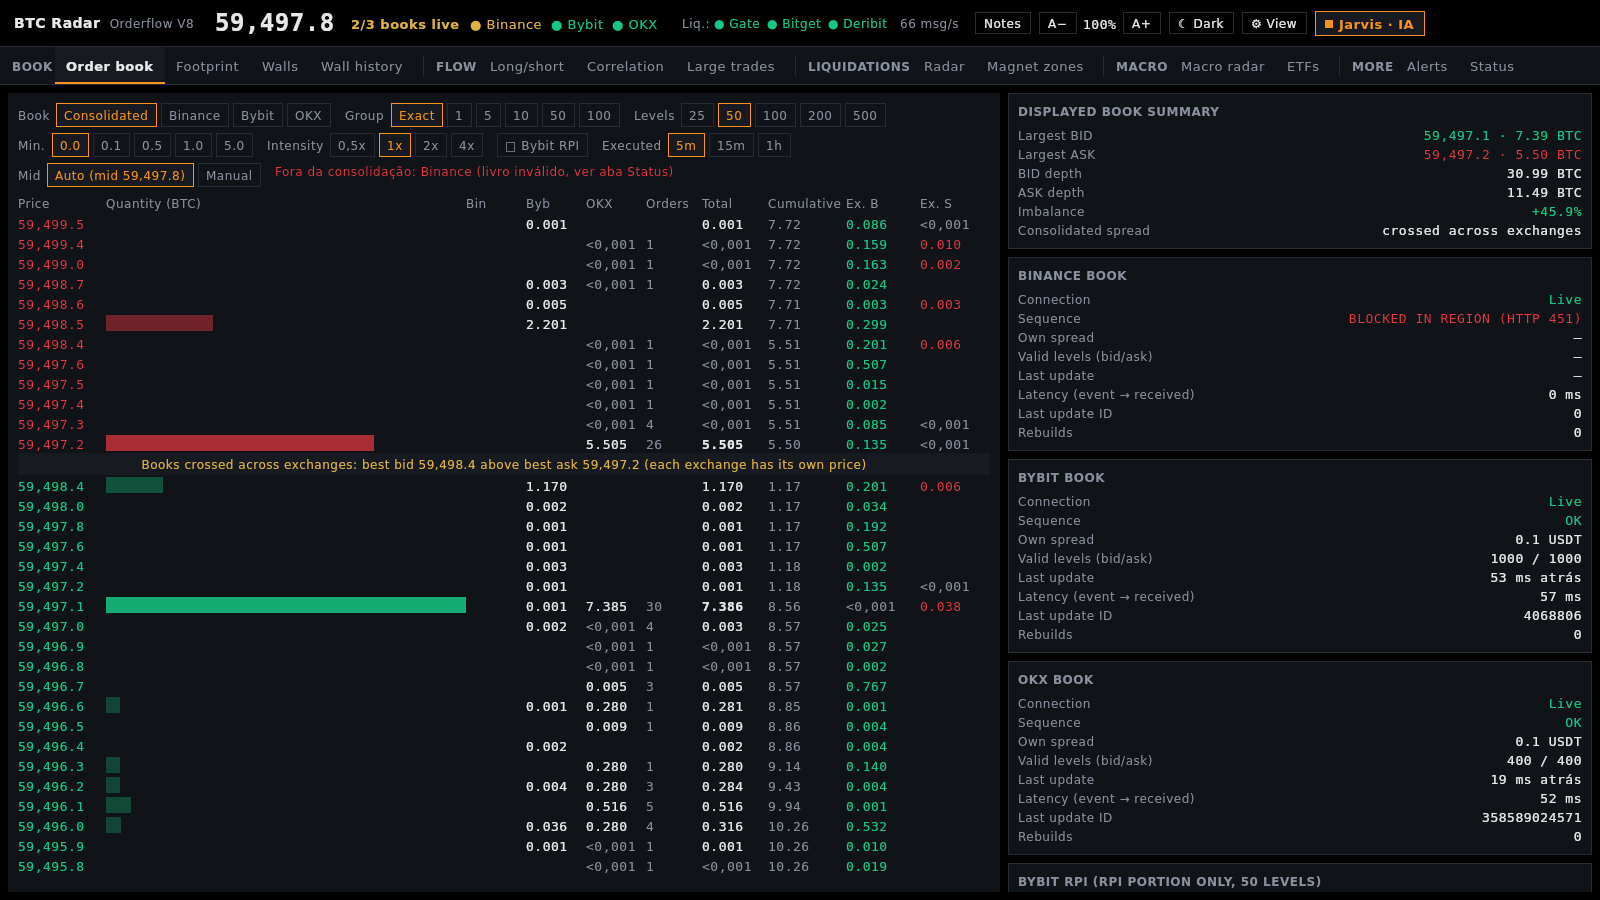 BTC Radar Orderflow V8 59,497.8 2/3 books live ● Binance ● Bybit ● OKX Liq.: ● Gate ● Bitget ● Deribit 66 msg/s Notes A− 100% A+ ☾ Dark ⚙ View ■ Jarvis · IA
BOOK Order book Footprint Walls Wall history FLOW Long/short Correlation Large trades LIQUIDATIONS Radar Magnet zones MACRO Macro radar ETFs MORE Alerts Status
Book Consolidated Binance Bybit OKX Group Exact 1 5 10 50 100 Levels 25 50 100 200 500
Min. 0.0 0.1 0.5 1.0 5.0 Intensity 0,5x 1x 2x 4x □ Bybit RPI Executed 5m 15m 1h
Mid Auto (mid 59,497.8) Manual Fora da consolidação: Binance (livro inválido, ver aba Status)
Price Quantity (BTC) Bin Byb OKX Orders Total Cumulative Ex. B Ex. S
59,499.5 0.001 0.001 7.72 0.086 <0,001
59,499.4 <0,001 1 <0,001 7.72 0.159 0.010
59,499.0 <0,001 1 <0,001 7.72 0.163 0.002
59,498.7 0.003 <0,001 1 0.003 7.72 0.024
59,498.6 0.005 0.005 7.71 0.003 0.003
59,498.5 2.201 2.201 7.71 0.299
59,498.4 <0,001 1 <0,001 5.51 0.201 0.006
59,497.6 <0,001 1 <0,001 5.51 0.507
59,497.5 <0,001 1 <0,001 5.51 0.015
59,497.4 <0,001 1 <0,001 5.51 0.002
59,497.3 <0,001 4 <0,001 5.51 0.085 <0,001
59,497.2 5.505 26 5.505 5.50 0.135 <0,001
Books crossed across exchanges: best bid 59,498.4 above best ask 59,497.2 (each exchange has its own price)
59,498.4 1.170 1.170 1.17 0.201 0.006
59,498.0 0.002 0.002 1.17 0.034
59,497.8 0.001 0.001 1.17 0.192
59,497.6 0.001 0.001 1.17 0.507
59,497.4 0.003 0.003 1.18 0.002
59,497.2 0.001 0.001 1.18 0.135 <0,001
59,497.1 0.001 7.385 30 7.386 8.56 <0,001 0.038
59,497.0 0.002 <0,001 4 0.003 8.57 0.025
59,496.9 <0,001 1 <0,001 8.57 0.027
59,496.8 <0,001 1 <0,001 8.57 0.002
59,496.7 0.005 3 0.005 8.57 0.767
59,496.6 0.001 0.280 1 0.281 8.85 0.001
59,496.5 0.009 1 0.009 8.86 0.004
59,496.4 0.002 0.002 8.86 0.004
59,496.3 0.280 1 0.280 9.14 0.140
59,496.2 0.004 0.280 3 0.284 9.43 0.004
59,496.1 0.516 5 0.516 9.94 0.001
59,496.0 0.036 0.280 4 0.316 10.26 0.532
59,495.9 0.001 <0,001 1 0.001 10.26 0.010
59,495.8 <0,001 1 <0,001 10.26 0.019
DISPLAYED BOOK SUMMARY
Largest BID 59,497.1 · 7.39 BTC
Largest ASK 59,497.2 · 5.50 BTC
BID depth 30.99 BTC
ASK depth 11.49 BTC
Imbalance +45.9%
Consolidated spread crossed across exchanges
BINANCE BOOK
Connection Live
Sequence BLOCKED IN REGION (HTTP 451)
Own spread —
Valid levels (bid/ask) —
Last update —
Latency (event → received) 0 ms
Last update ID 0
Rebuilds 0
BYBIT BOOK
Connection Live
Sequence OK
Own spread 0.1 USDT
Valid levels (bid/ask) 1000 / 1000
Last update 53 ms atrás
Latency (event → received) 57 ms
Last update ID 4068806
Rebuilds 0
OKX BOOK
Connection Live
Sequence OK
Own spread 0.1 USDT
Valid levels (bid/ask) 400 / 400
Last update 19 ms atrás
Latency (event → received) 52 ms
Last update ID 358589024571
Rebuilds 0
BYBIT RPI (RPI PORTION ONLY, 50 LEVELS)